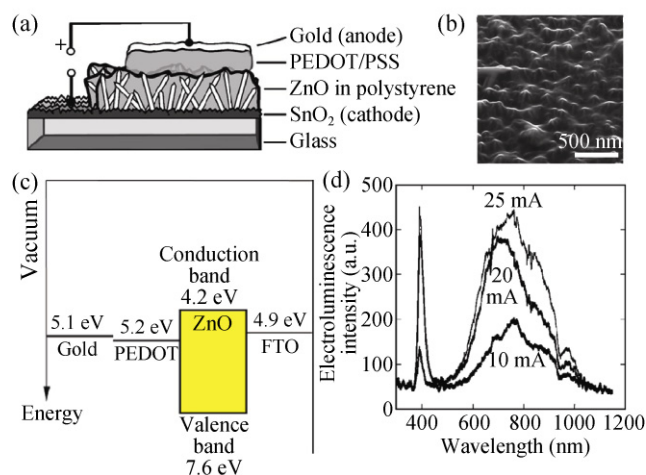 (a)
+
Gold (anode)
PEDOT/PSS
ZnO in polystyrene
SnO2 (cathode)
Glass
(b)
500 nm
(c)
Vacuum
Energy
5.1 eV
Gold
5.2 eV
PEDOT
Conduction
band
4.2 eV
ZnO
Valence
band
7.6 eV
4.9 eV
FTO
(d)
Electroluminescence
intensity (a.u.)
500
400
300
200
100
0
25 mA
20
mA
10 mA
400
600
800
1000
1200
Wavelength (nm)